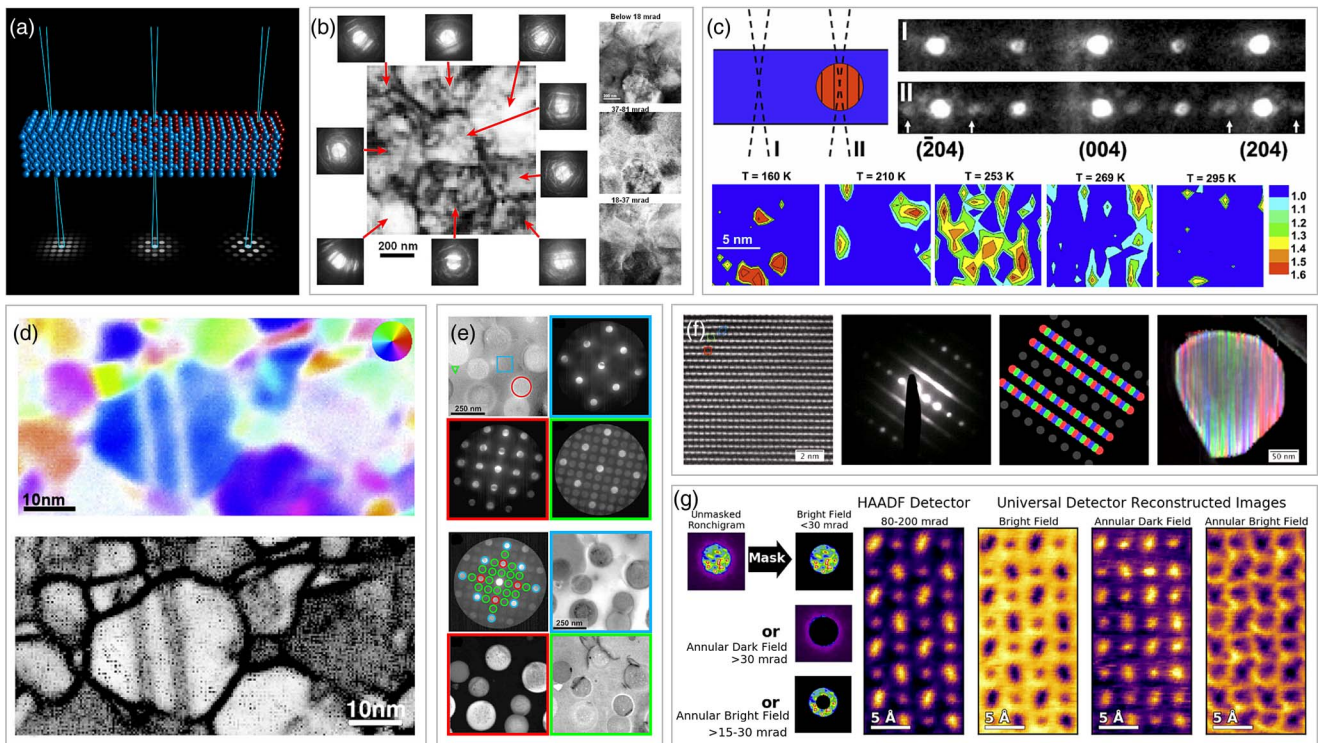 (a)
(b)
Below 18 mrad
200 nm
37-81 mrad
18-37 mrad
200 nm
(c)
I
II
I
II
(2̄04)
(004)
(204)
T = 160 K
T = 210 K
T = 253 K
T = 269 K
T = 295 K
5 nm
1.0
1.1
1.2
1.3
1.4
1.5
1.6
(d)
10nm
10nm
(e)
250 nm
250 nm
(f)
2 nm
50 nm
(g)
Unmasked
Ronchigram
Mask
Bright Field
<30 mrad
or
Annular Dark Field
>30 mrad
or
Annular Bright Field
>15-30 mrad
HAADF Detector
80-200 mrad
5 Å
Universal Detector Reconstructed Images
Bright Field
Annular Dark Field
Annular Bright Field
5 Å
5 Å
5 Å